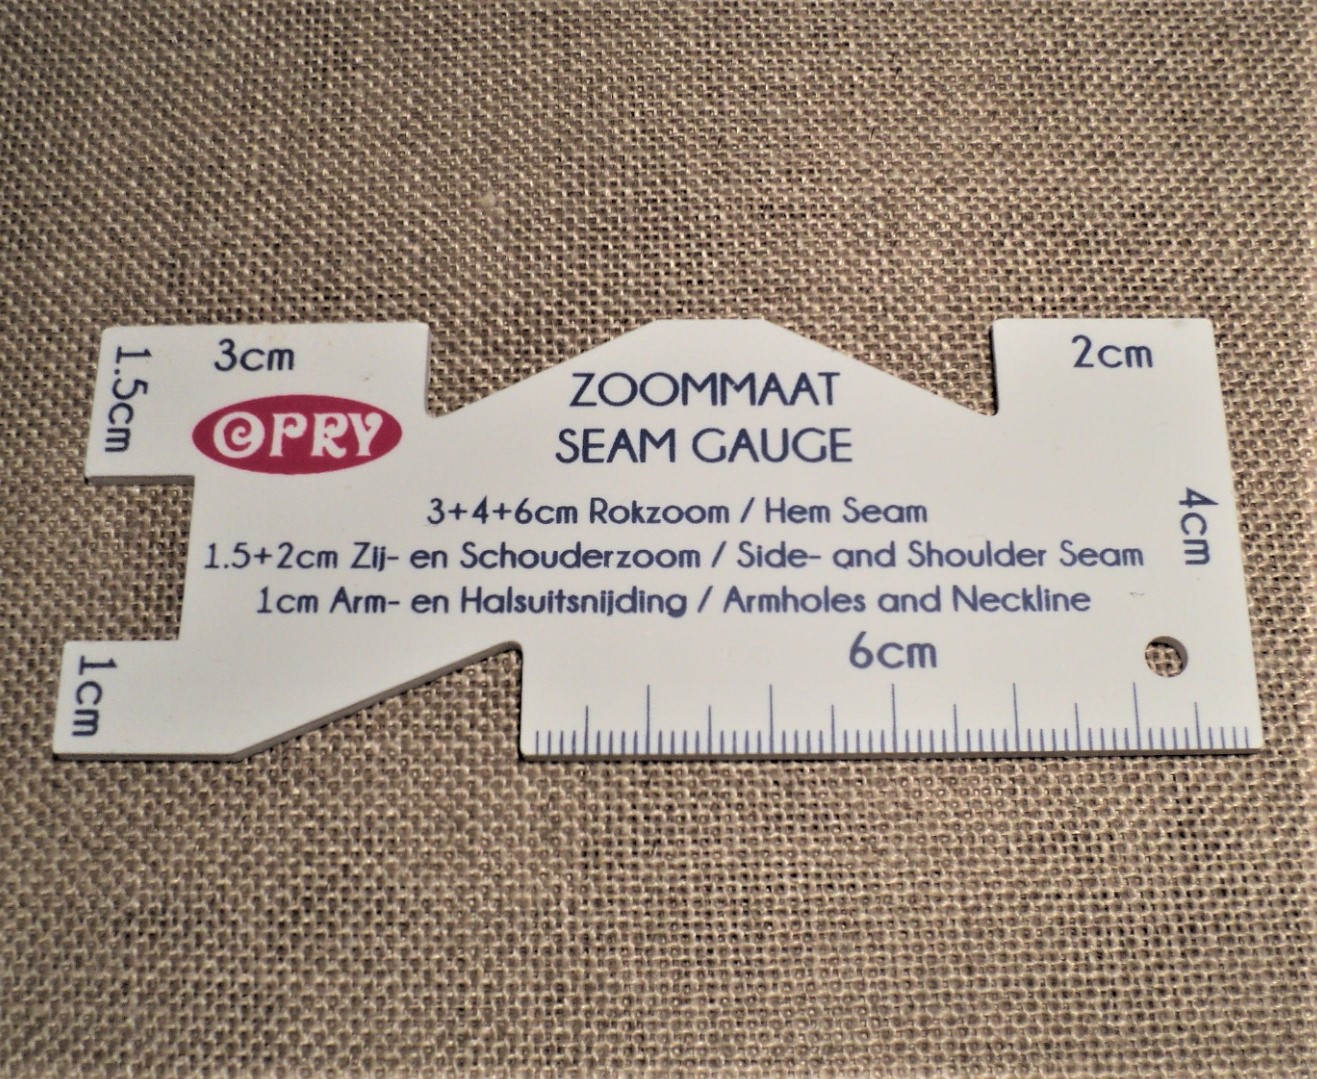 1.5cm
3cm
2cm
OPRY
ZOOMMAAT
SEAM GAUGE
3+4+6cm Rokzoom / Hem Seam
4cm
1.5+2cm Zij- en Schouderzoom / Side- and Shoulder Seam
1cm Arm- en Halsuitsnijding / Armholes and Neckline
1cm
6cm